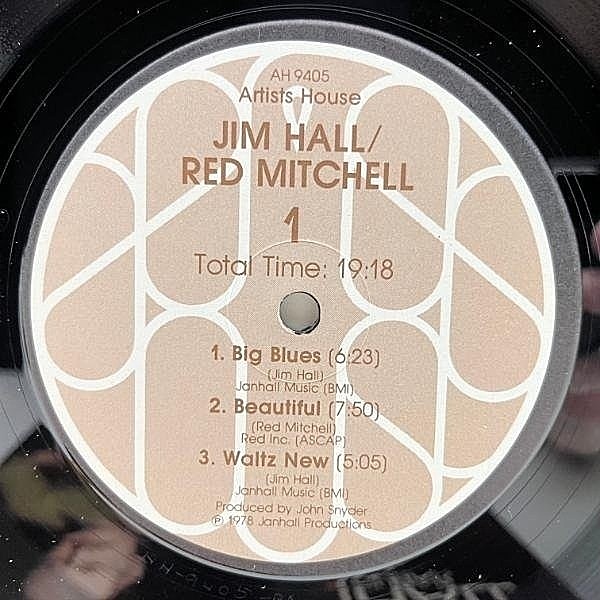 AH 9405
Artists House
JIM HALL/
RED MITCHELL
1
Total Time: 19:18
1. Big Blues (6:23)
(Jim Hall)
Janhall Music (BMI)
2. Beautiful (7:50)
(Red Mitchell)
Red Inc. (ASCAP)
3. Waltz New (5:05)
(Jim Hall)
Janhall Music (BMI)
Produced by John Snyder
℗ 1978 Janhall Productions